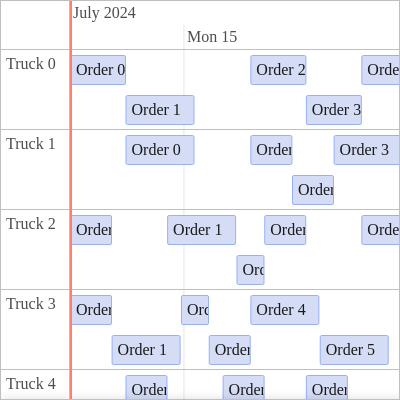 July 2024
Mon 15
Truck 0
Order 0
Order 2
Orde
Order 1
Order 3
Truck 1
Order 0
Order
Order 3
Order
Truck 2
Order
Order 1
Order
Orde
Ord
Truck 3
Order
Ord
Order 4
Order 1
Order
Order 5
Truck 4
Order
Order
Order